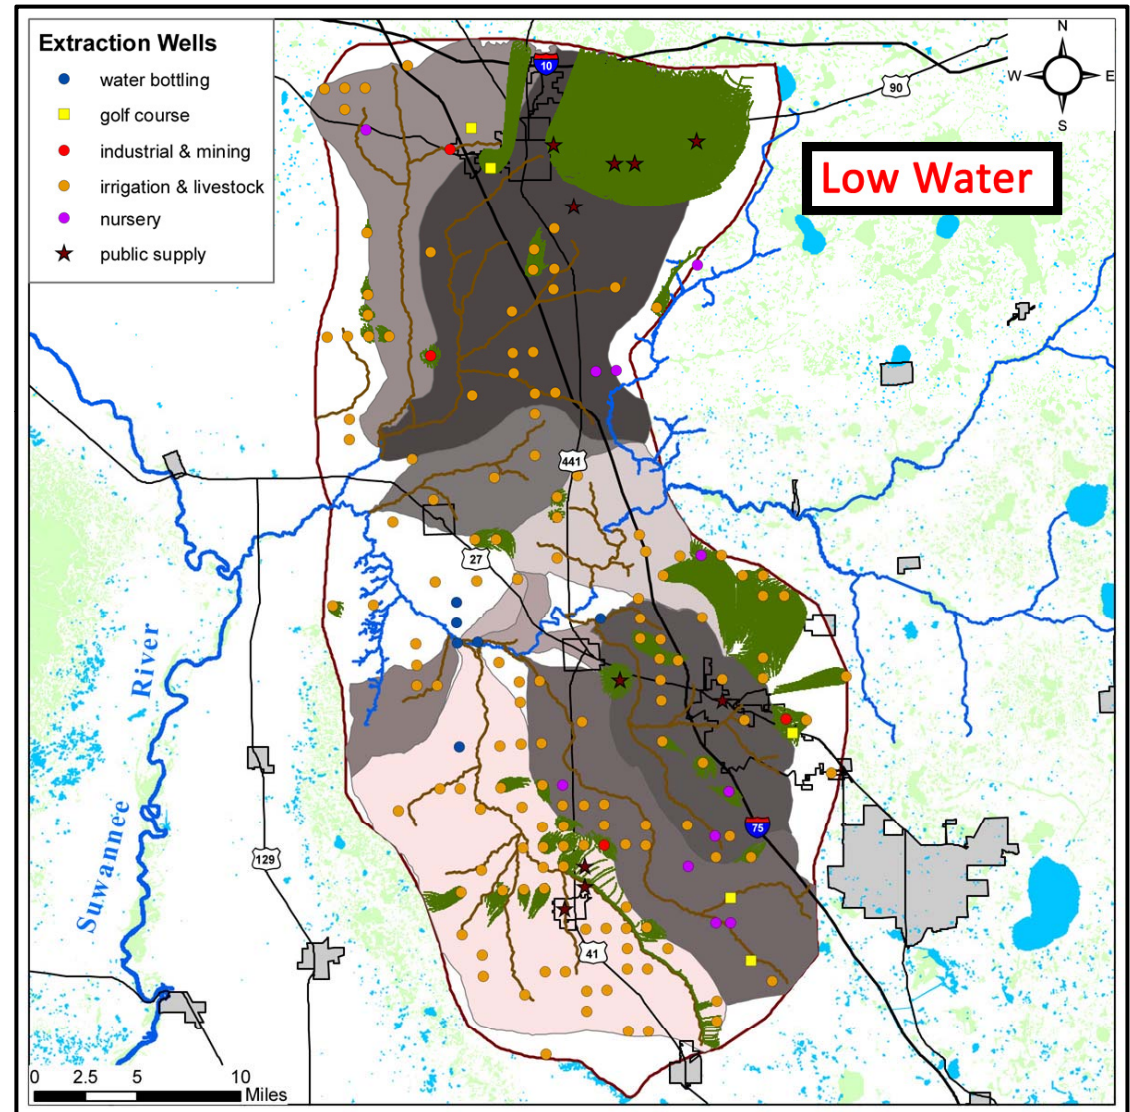 Extraction Wells
water bottling
golf course
industrial & mining
irrigation & livestock
nursery
public supply
10
90
N
W
E
S
Low Water
441
27
Suwannee River
129
75
41
0 2.5 5 10
Miles